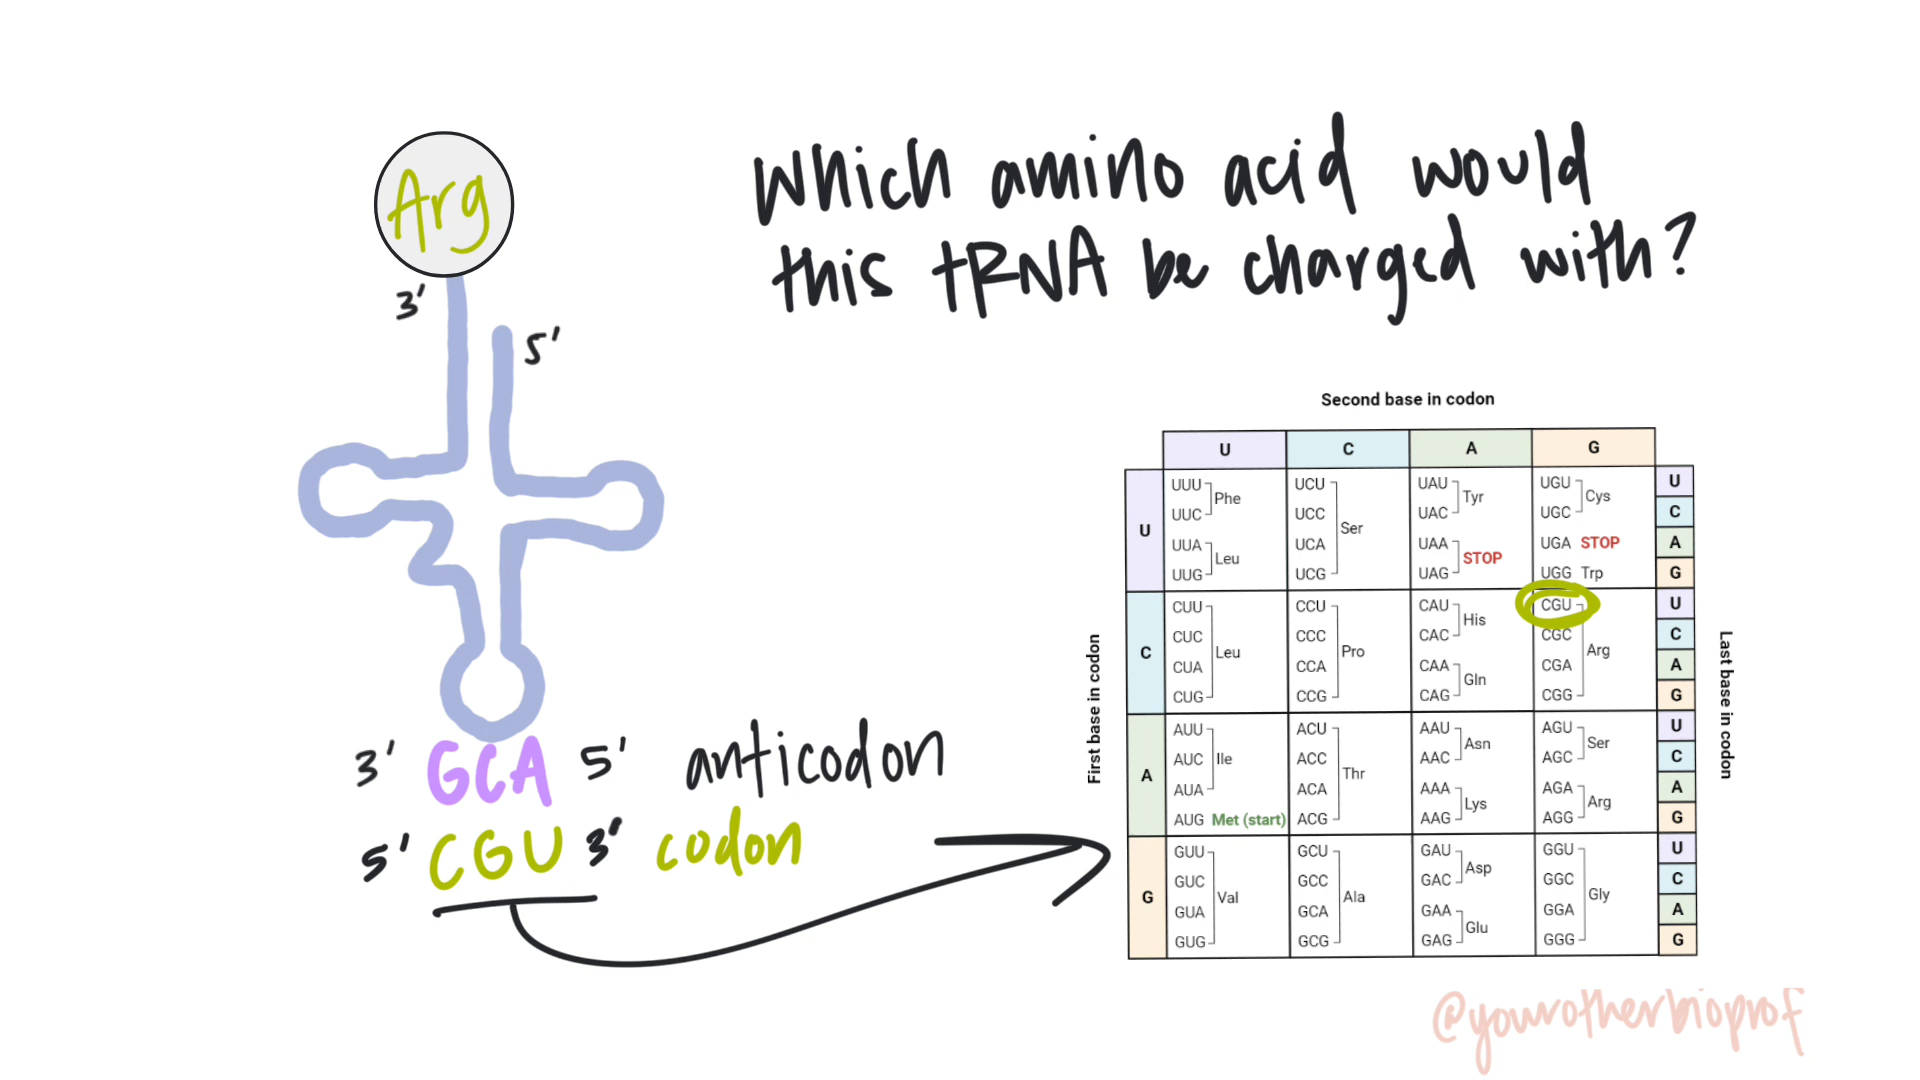 Which amino acid would
this tRNA be charged with?
Arg
3'
5'
3' GCA 5' anticodon
5' CGU 3' codon
Second base in codon
U C A G
First base in codon
Last base in codon
U
UUU UCU UAU UGU U
Phe Tyr Cys
UUC UCC UAC UGC C
Ser
UUA UCA UAA UGA STOP A
Leu STOP
UUG UCG UAG UGG Trp G
C
CUU CCU CAU CGU U
His
CUC CCC CAC CGC C
Leu Pro Arg
CUA CCA CAA CGA A
Gln
CUG CCG CAG CGG G
A
AUU ACU AAU AGU U
Asn Ser
AUC ACC AAC AGC C
Ile Thr
AUA ACA AAA AGA A
Lys Arg
AUG Met (start) ACG AAG AGG G
G
GUU GCU GAU GGU U
Asp
GUC GCC GAC GGC C
Val Ala Gly
GUA GCA GAA GGA A
Glu
GUG GCG GAG GGG G
@yourotherbioprof